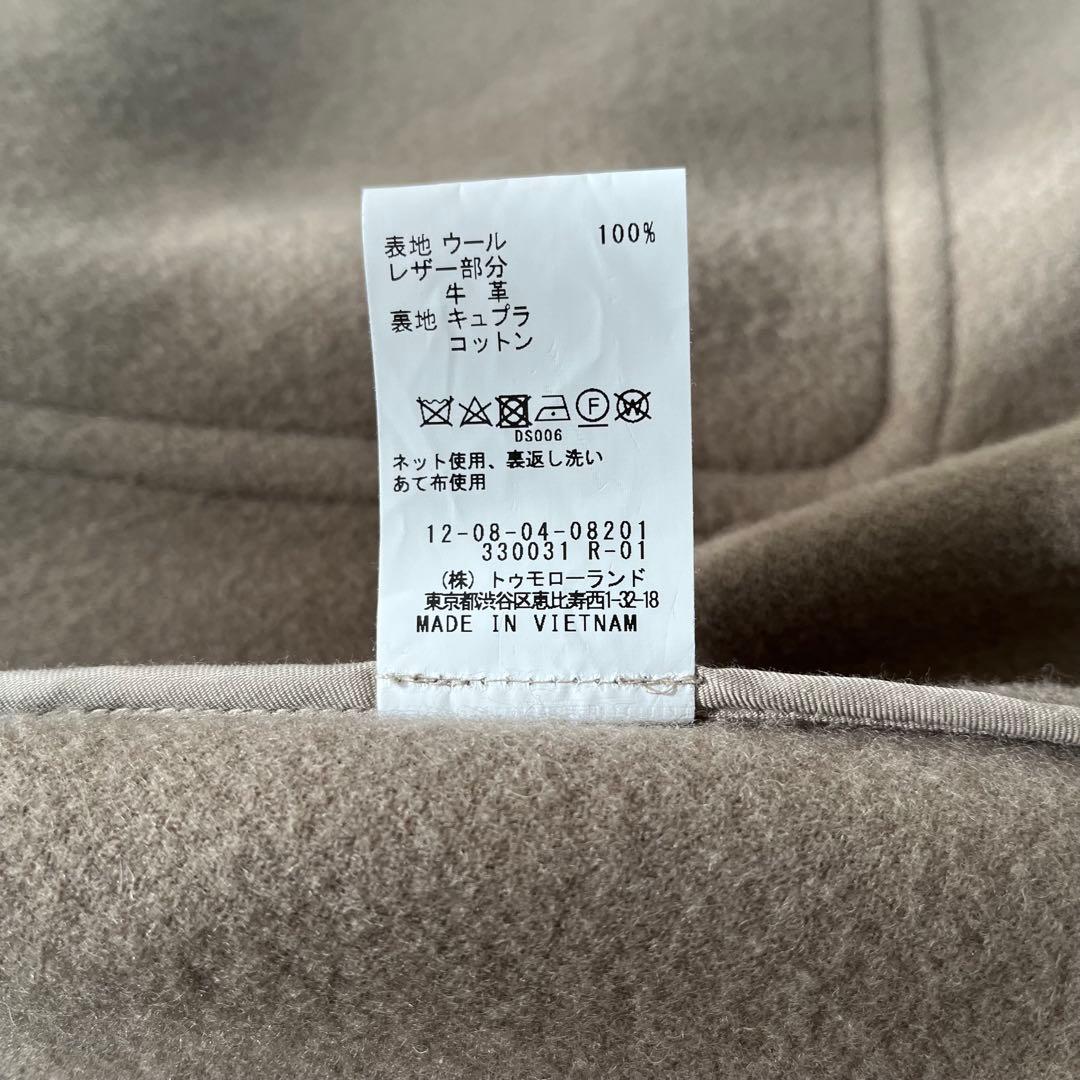 表地 ウール 100%
レザー部分
牛 革
裏地 キュプラ
コットン
F W
DS006
ネット使用、裏返し洗い
あて布使用
12-08-04-08201
330031 R-01
(株) トゥモローランド
東京都渋谷区恵比寿西1-32-18
MADE IN VIETNAM